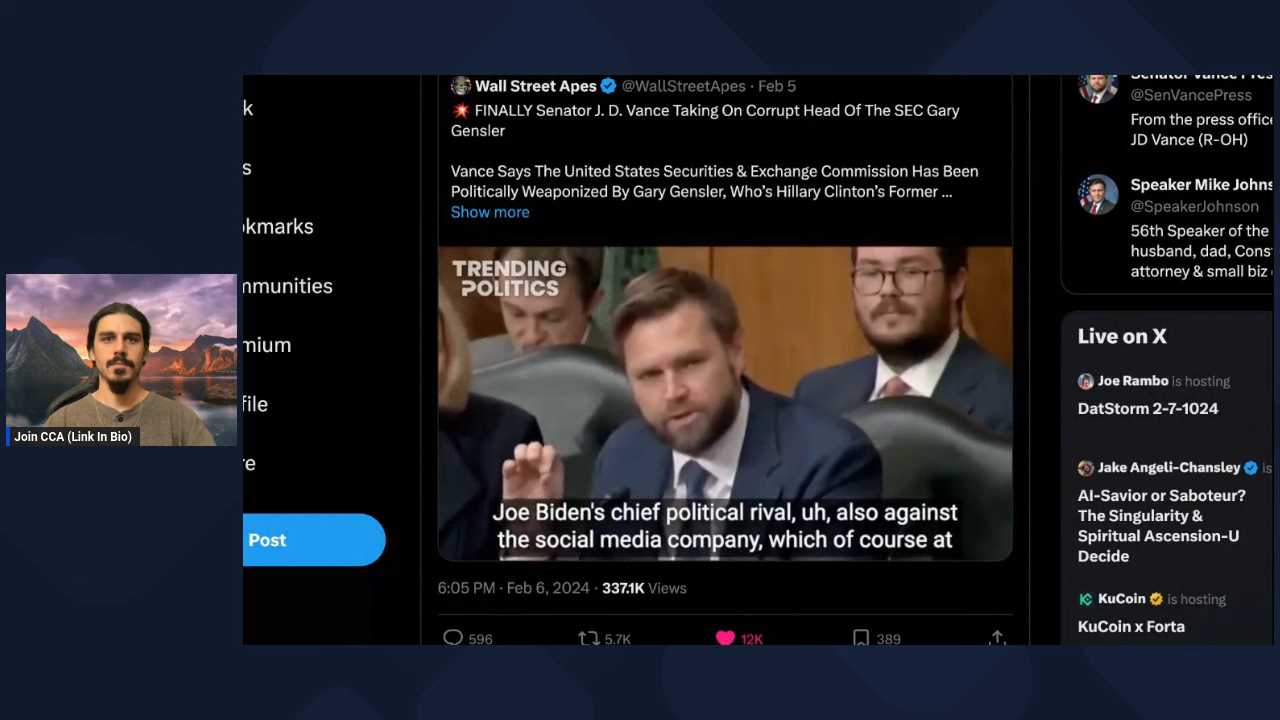 k
s
okmarks
mmunities
mium
file
re
Post
Join CCA (Link In Bio)
Wall Street Apes @WallStreetApes · Feb 5
💥 FINALLY Senator J. D. Vance Taking On Corrupt Head Of The SEC Gary
Gensler
Vance Says The United States Securities & Exchange Commission Has Been
Politically Weaponized By Gary Gensler, Who's Hillary Clinton's Former ...
Show more
TRENDING
POLITICS
Joe Biden's chief political rival, uh, also against
the social media company, which of course at
6:05 PM · Feb 6, 2024 · 337.1K Views
596 5.7K 12K 389
Senator Vance Pres
@SenVancePress
From the press office
JD Vance (R-OH)
Speaker Mike Johns
@SpeakerJohnson
56th Speaker of the
husband, dad, Cons
attorney & small biz
Live on X
Joe Rambo is hosting
DatStorm 2-7-1024
Jake Angeli-Chansley is
AI-Savior or Saboteur?
The Singularity &
Spiritual Ascension-U
Decide
KuCoin is hosting
KuCoin x Forta